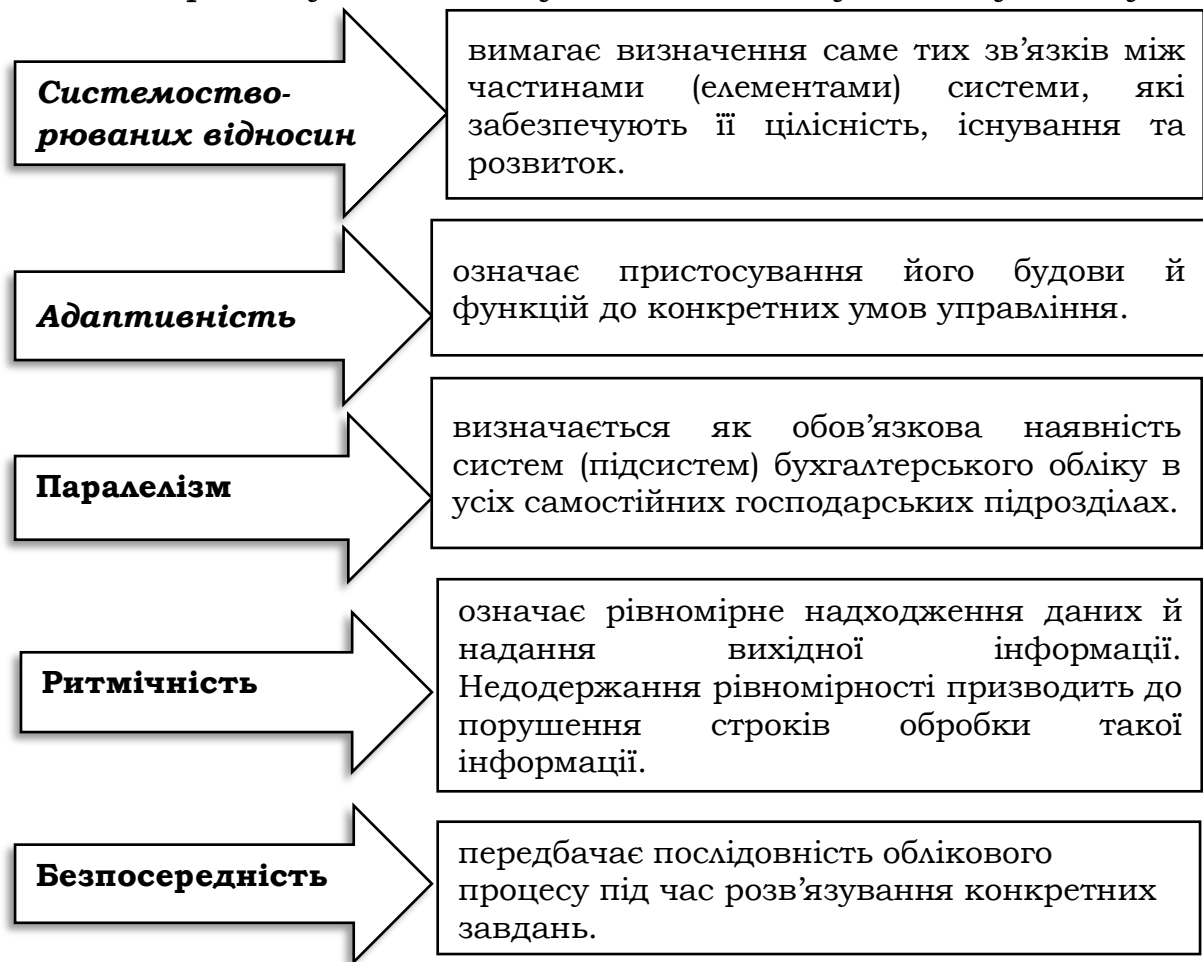 Системоство-
рюваних відносин
вимагає визначення саме тих зв’язків між
частинами (елементами) системи, які
забезпечують її цілісність, існування та
розвиток.
Адаптивність
означає пристосування його будови й
функцій до конкретних умов управління.
Паралелізм
визначається як обов’язкова наявність
систем (підсистем) бухгалтерського обліку в
усіх самостійних господарських підрозділах.
Ритмічність
означає рівномірне надходження даних й
надання вихідної інформації.
Недодержання рівномірності призводить до
порушення строків обробки такої
інформації.
Безпосередність
передбачає послідовність облікового
процесу під час розв’язування конкретних
завдань.